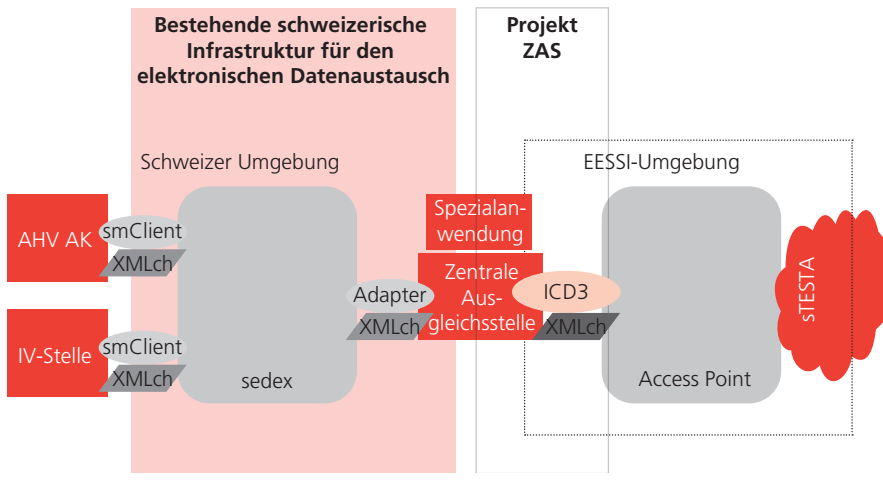 Bestehende schweizerische
Infrastruktur für den
elektronischen Datenaustausch
Projekt
ZAS
Schweizer Umgebung
EESSI-Umgebung
AHV AK
smClient
XMLch
IV-Stelle
smClient
XMLch
sedex
Adapter
XMLch
Spezialan-
wendung
Zentrale
Aus-
gleichsstelle
ICD3
XMLch
Access Point
sTESTA